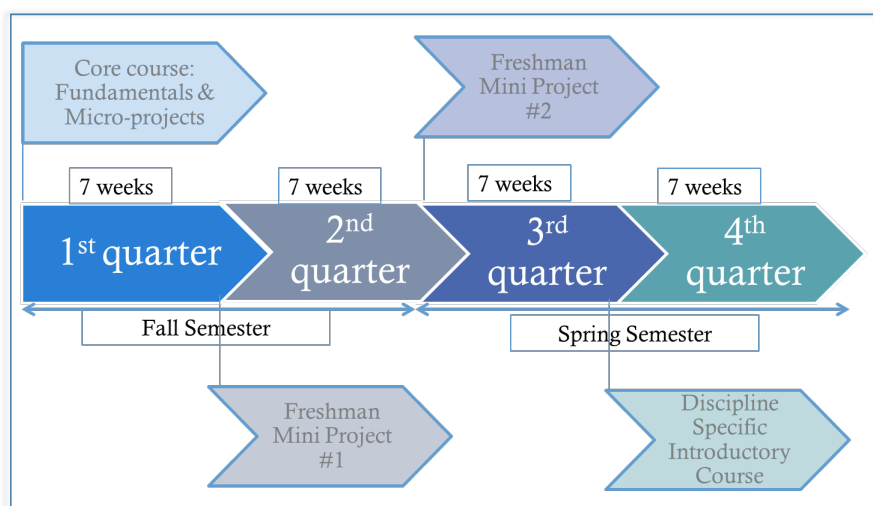 Core course:
Fundamentals &
Micro-projects
Freshman
Mini Project
#2
7 weeks
7 weeks
7 weeks
7 weeks
1st quarter
2nd
quarter
3rd
quarter
4th
quarter
Fall Semester
Spring Semester
Freshman
Mini Project
#1
Discipline
Specific
Introductory
Course